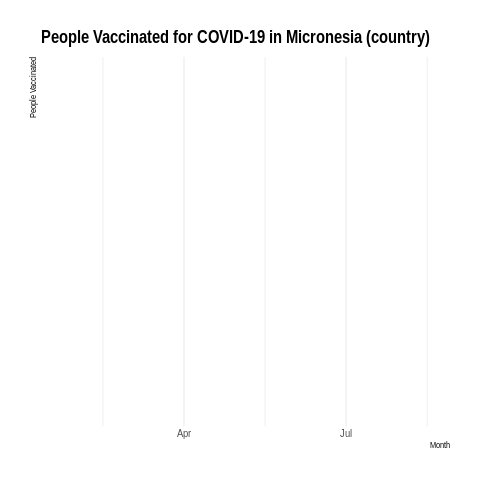 People Vaccinated for COVID-19 in Micronesia (country)
People Vaccinated
Apr
Jul
Month